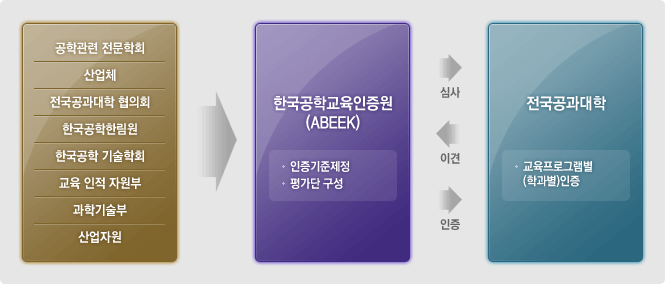 공학관련 전문학회
산업체
전국공과대학 협의회
한국공학한림원
한국공학 기술학회
교육 인적 자원부
과학기술부
산업자원
한국공학교육인증원
(ABEEK)
인증기준제정
평가단 구성
심사
이견
인증
전국공과대학
교육프로그램별
(학과별)인증